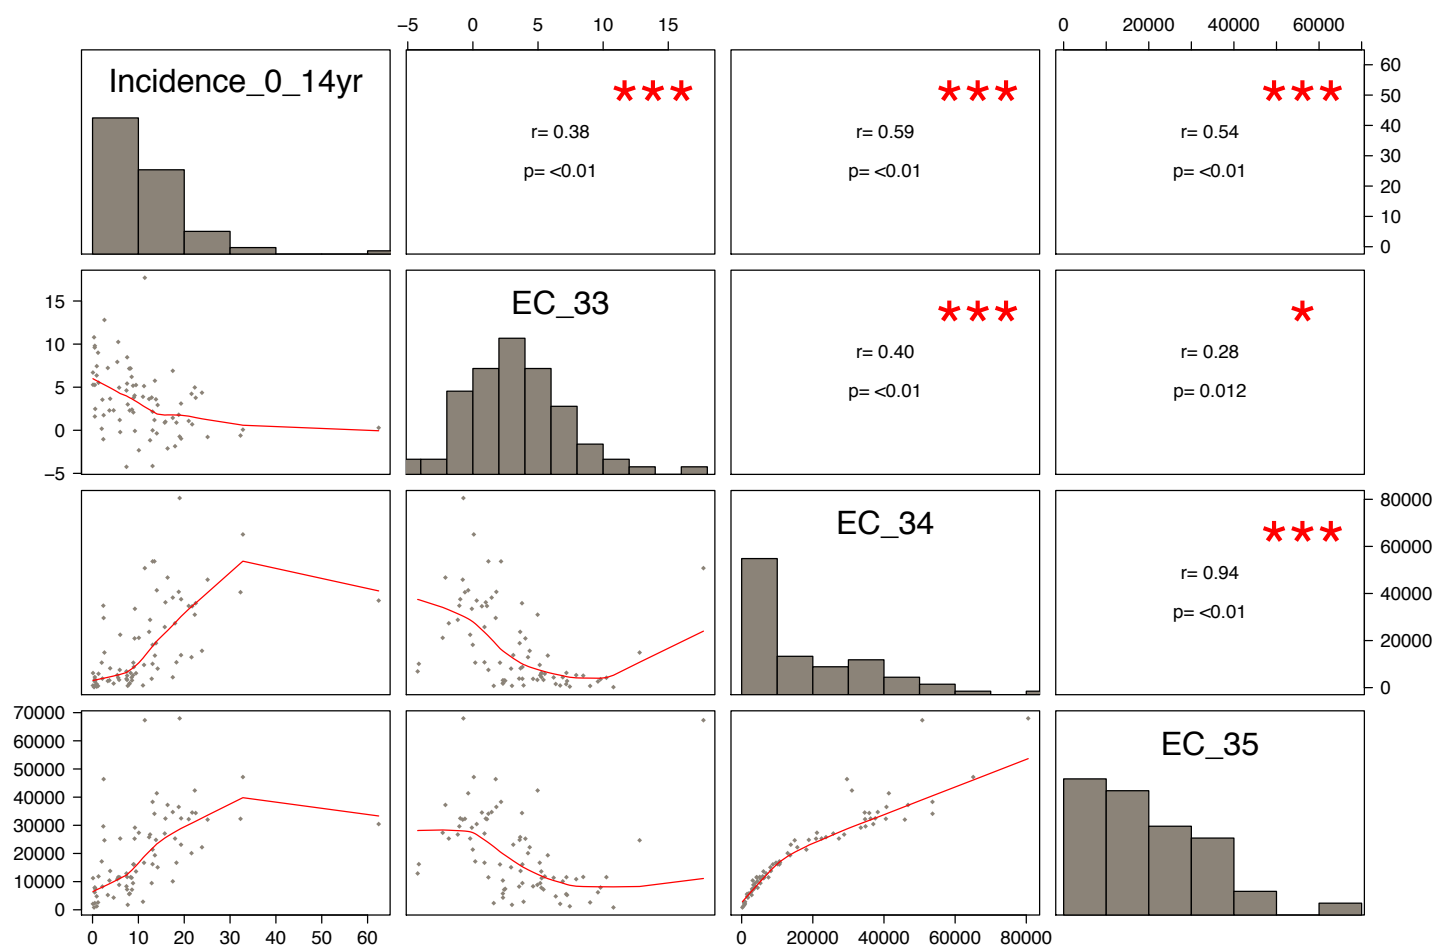 −5 0 5 10 15
0 20000 40000 60000
Incidence_0_14yr
***
r= 0.38
p= <0.01
***
r= 0.59
p= <0.01
***
r= 0.54
p= <0.01
60
50
40
30
20
10
0
15
10
5
0
−5
EC_33
***
r= 0.40
p= <0.01
*
r= 0.28
p= 0.012
EC_34
***
r= 0.94
p= <0.01
80000
60000
40000
20000
0
70000
60000
50000
40000
30000
20000
10000
0
EC_35
0 10 20 30 40 50 60
0 20000 40000 60000 80000